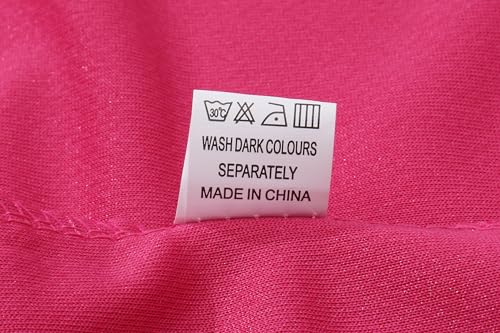 30°C
WASH DARK COLOURS
SEPARATELY
MADE IN CHINA